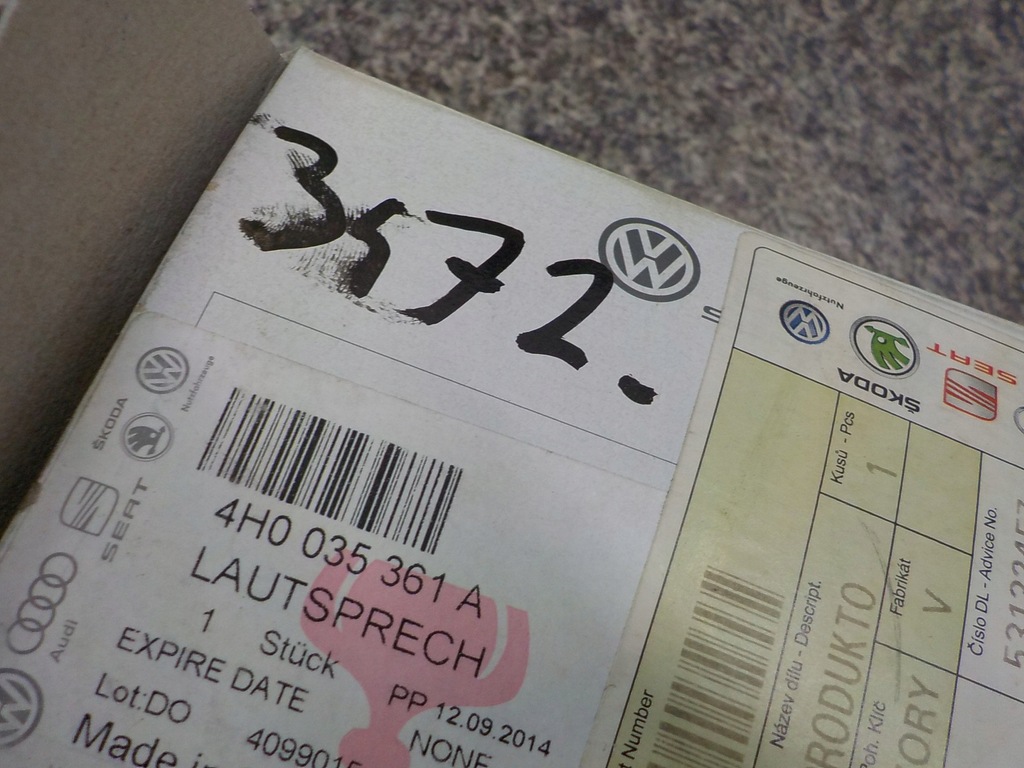 3572.
Nutzfahrzeuge
ŠKODA
SEAT
Audi
4H0 035 361 A
LAUTSPRECH
1 Stück
PP 12.09.2014
EXPIRE DATE NONE
Lot:DO
Made
Nutzfahrzeuge
ŠKODA
SEAT
Kusů - Pcs
1
Number
Název dílu - Descript.
RODUKTO
Fabrikát
V
Poh. Klíč
KORY
Číslo DL - Advice No.